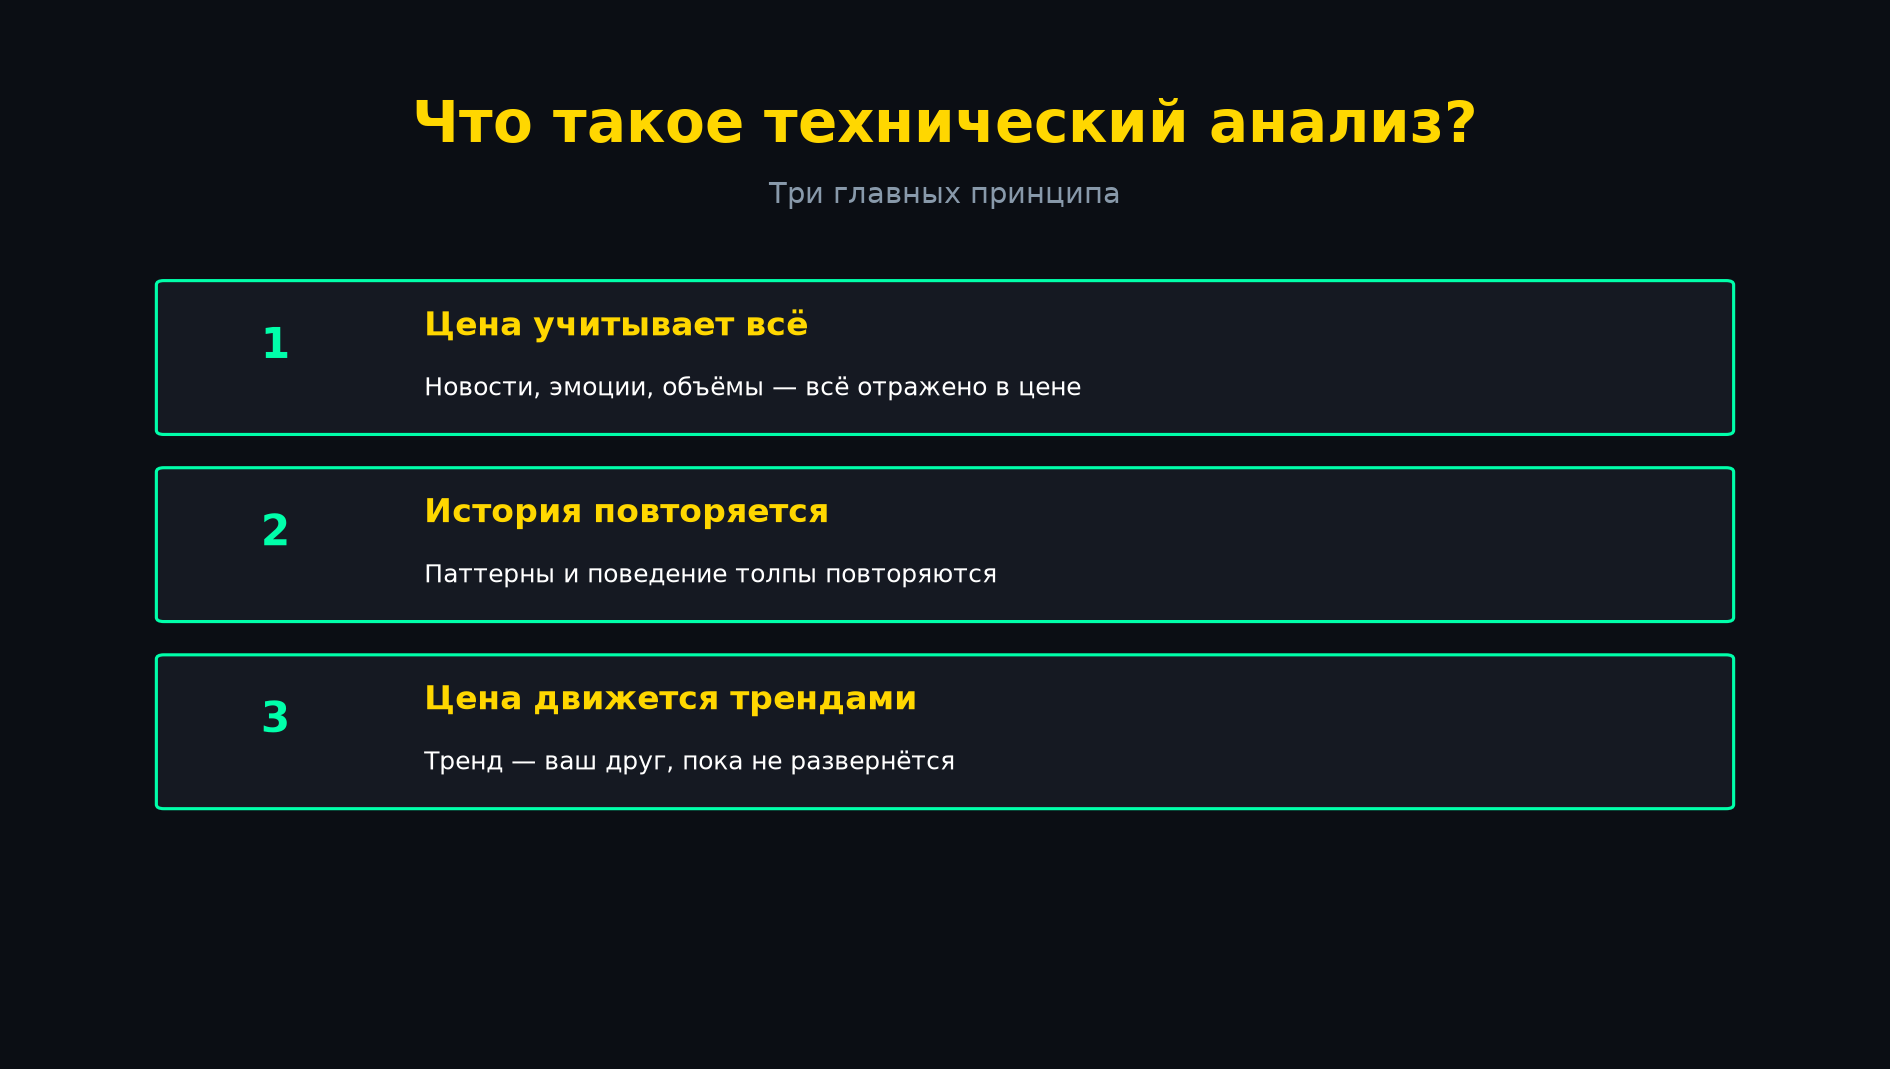 Что такое технический анализ?
Три главных принципа
1
Цена учитывает всё
Новости, эмоции, объёмы — всё отражено в цене
2
История повторяется
Паттерны и поведение толпы повторяются
3
Цена движется трендами
Тренд — ваш друг, пока не развернётся